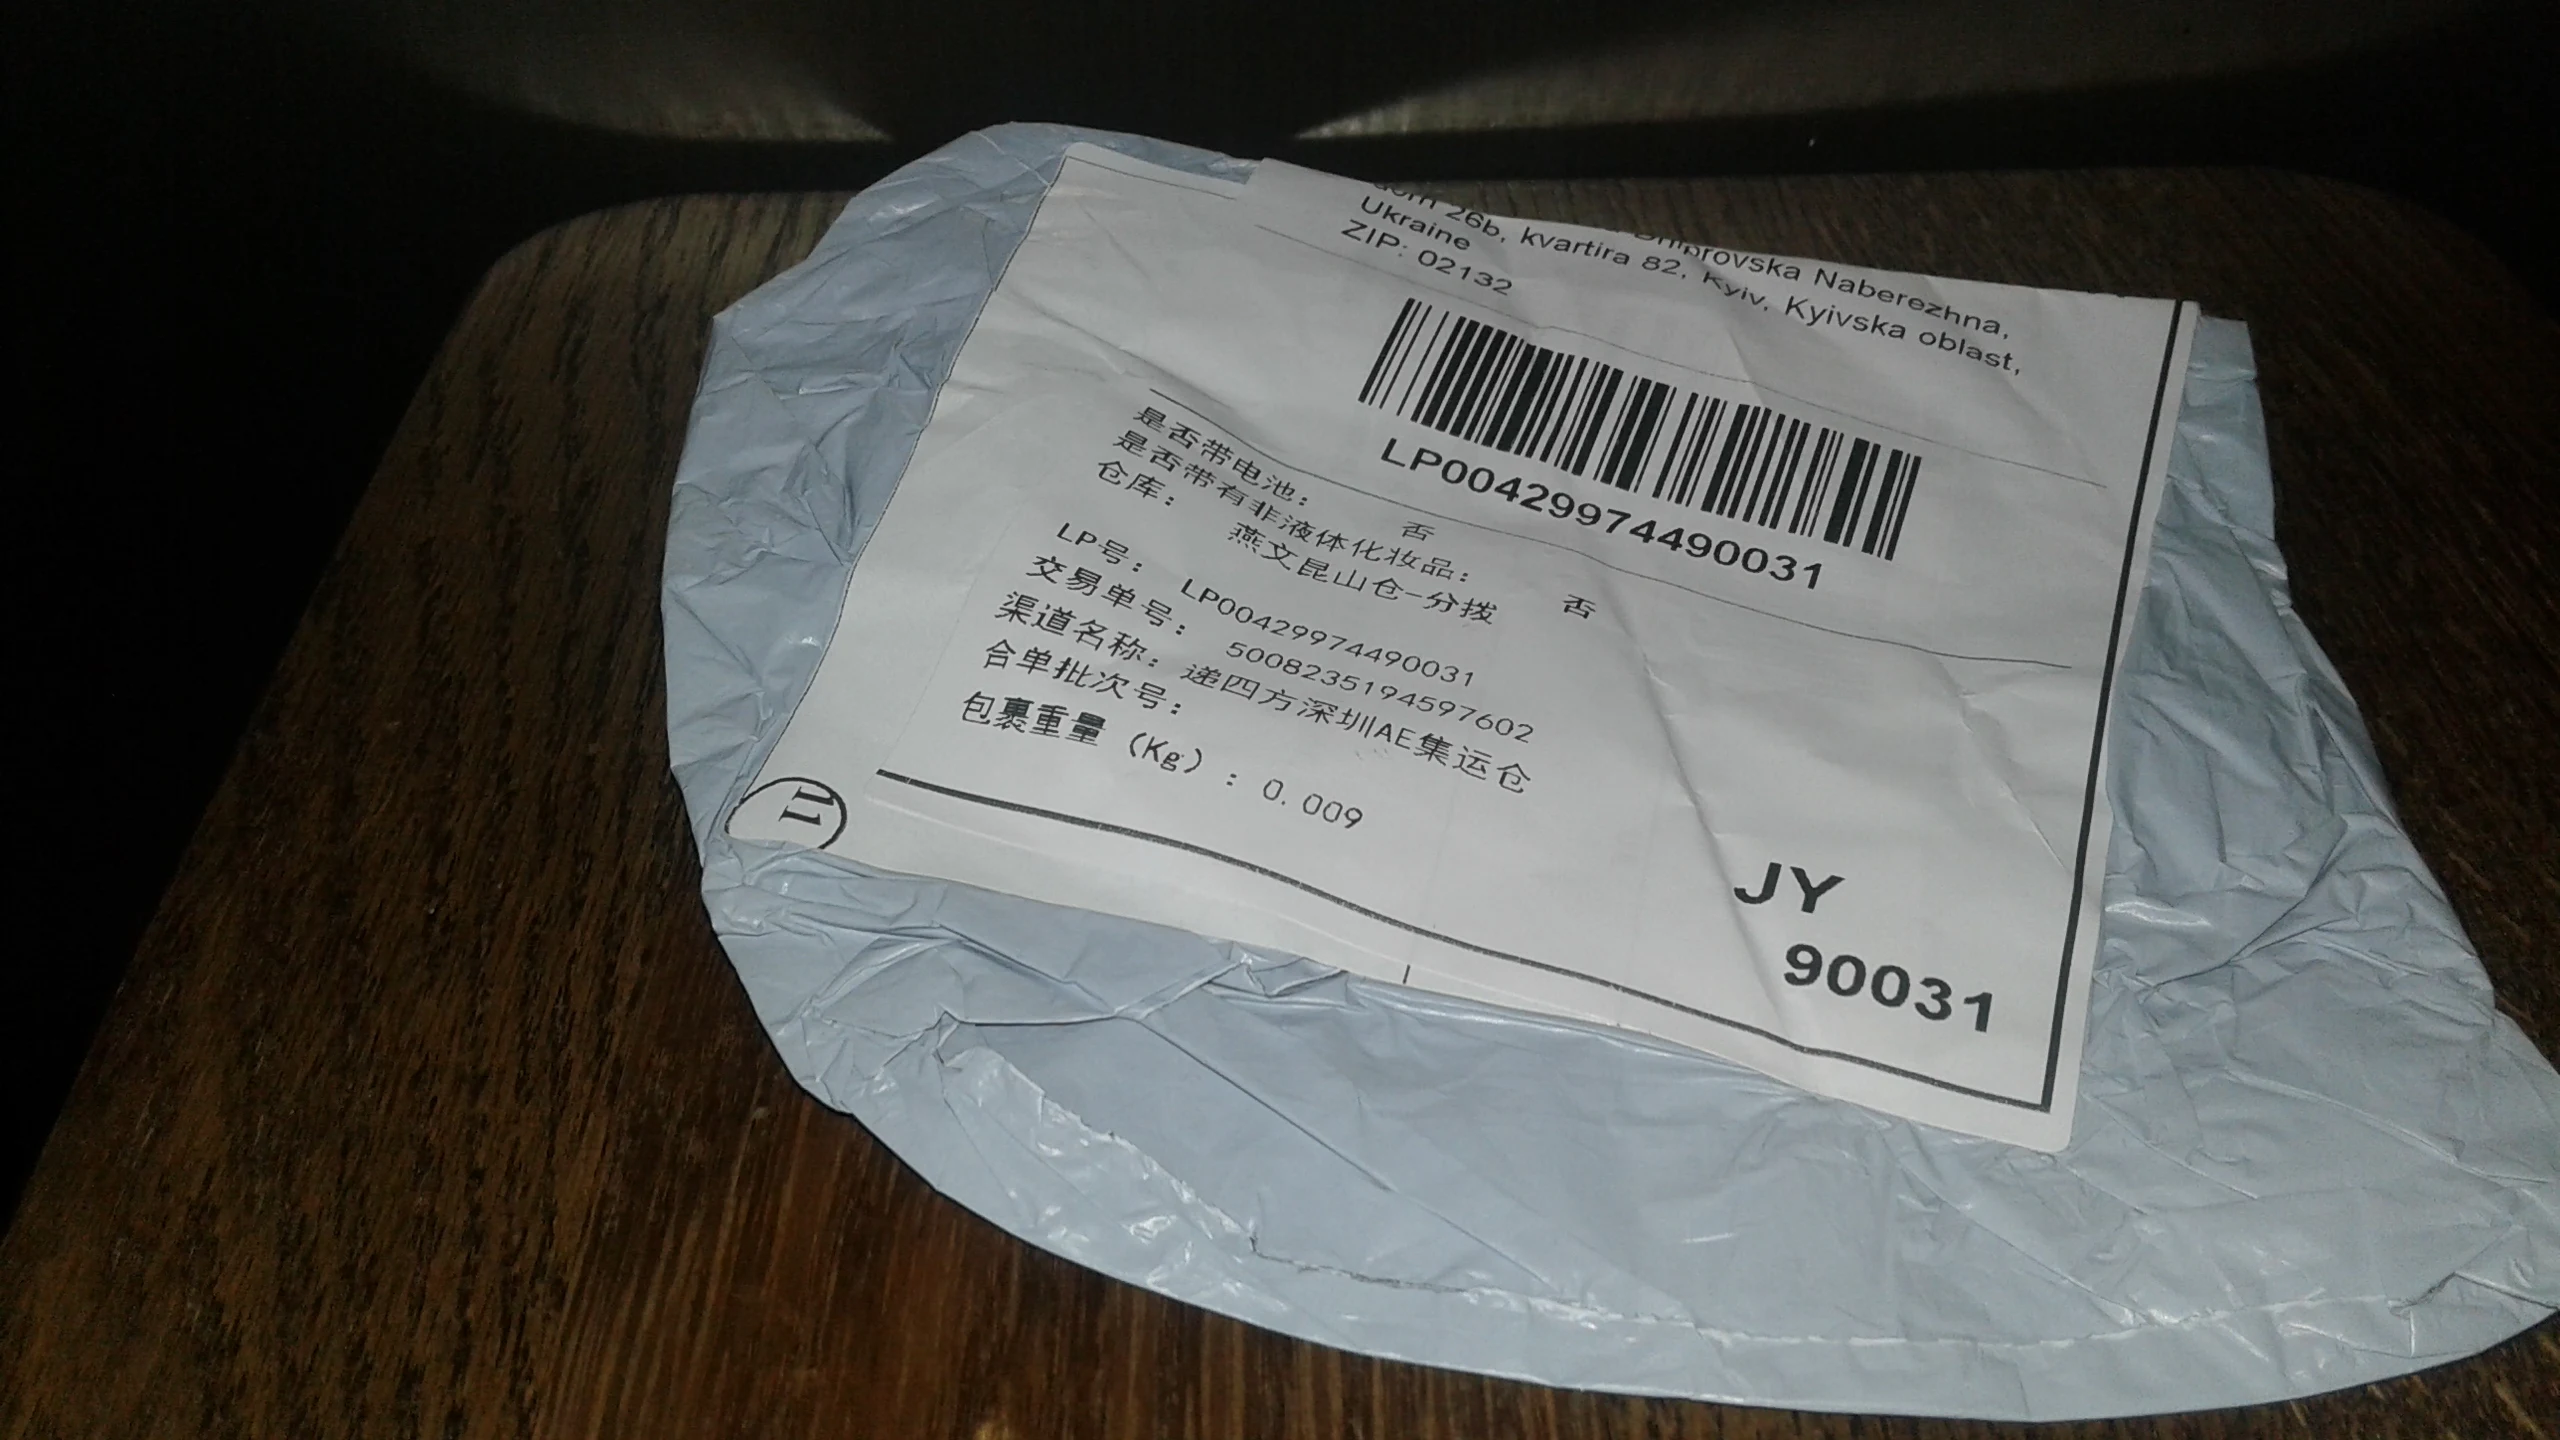 Dniprovska Naberezhna,
dom 26b, kvartira 82, Kyiv, Kyivska oblast,
Ukraine
ZIP: 02132
LP00429974490031
是否带电池: 否
是否带有非液体化妆品: 否
仓库: 燕文昆山仓-分拨
LP号: LP00429974490031
交易单号: 5008235194597602
渠道名称: 递四方深圳AE集运仓
合单批次号:
包裹重量 (Kg) : 0.009
11
JY
90031